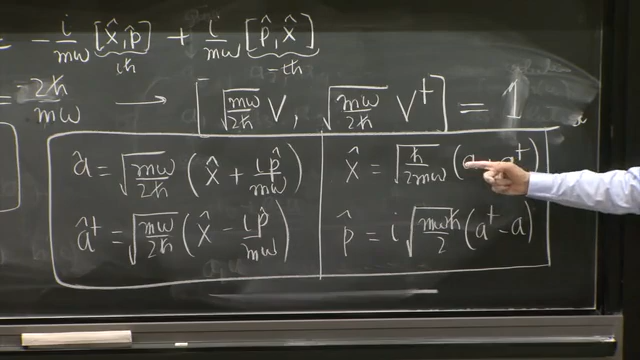 = -i/mω [x̂,p̂] + i/mω [p̂,x̂]
iħ -iħ
= -2ħ/mω → [√(mω/2ħ) V, √(mω/2ħ) V†] = 1
â = √(mω/2ħ) (x̂ + ip̂/mω) x̂ = √(ħ/2mω) (a a†)
â† = √(mω/2ħ) (x̂ - ip̂/mω) p̂ = i √(mωħ/2) (a† - a)